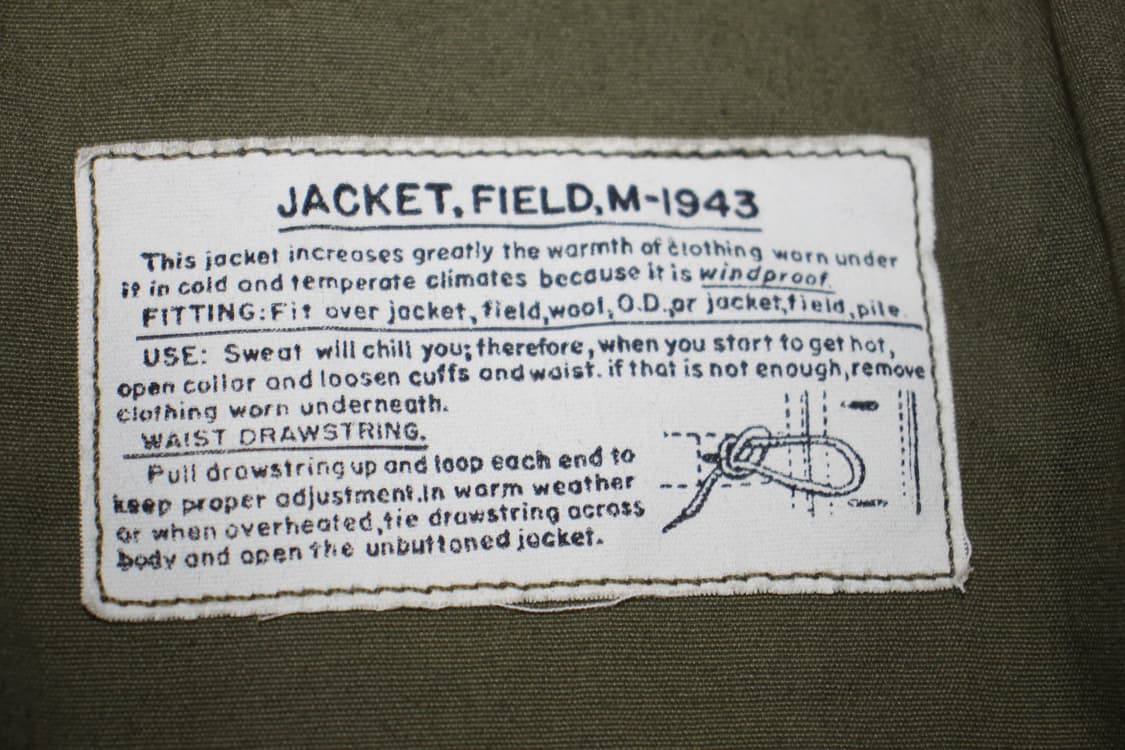 JACKET, FIELD, M-1943
This jacket increases greatly the warmth of clothing worn under
it in cold and temperate climates because it is windproof.
FITTING: Fit over jacket, field, wool, O.D., or jacket, field, pile.
USE: Sweat will chill you; therefore, when you start to get hot,
open collar and loosen cuffs and waist. if that is not enough, remove
clothing worn underneath.
WAIST DRAWSTRING.
Pull drawstring up and loop each end to
keep proper adjustment. In warm weather
or when overheated, tie drawstring across
body and open the unbuttoned jacket.